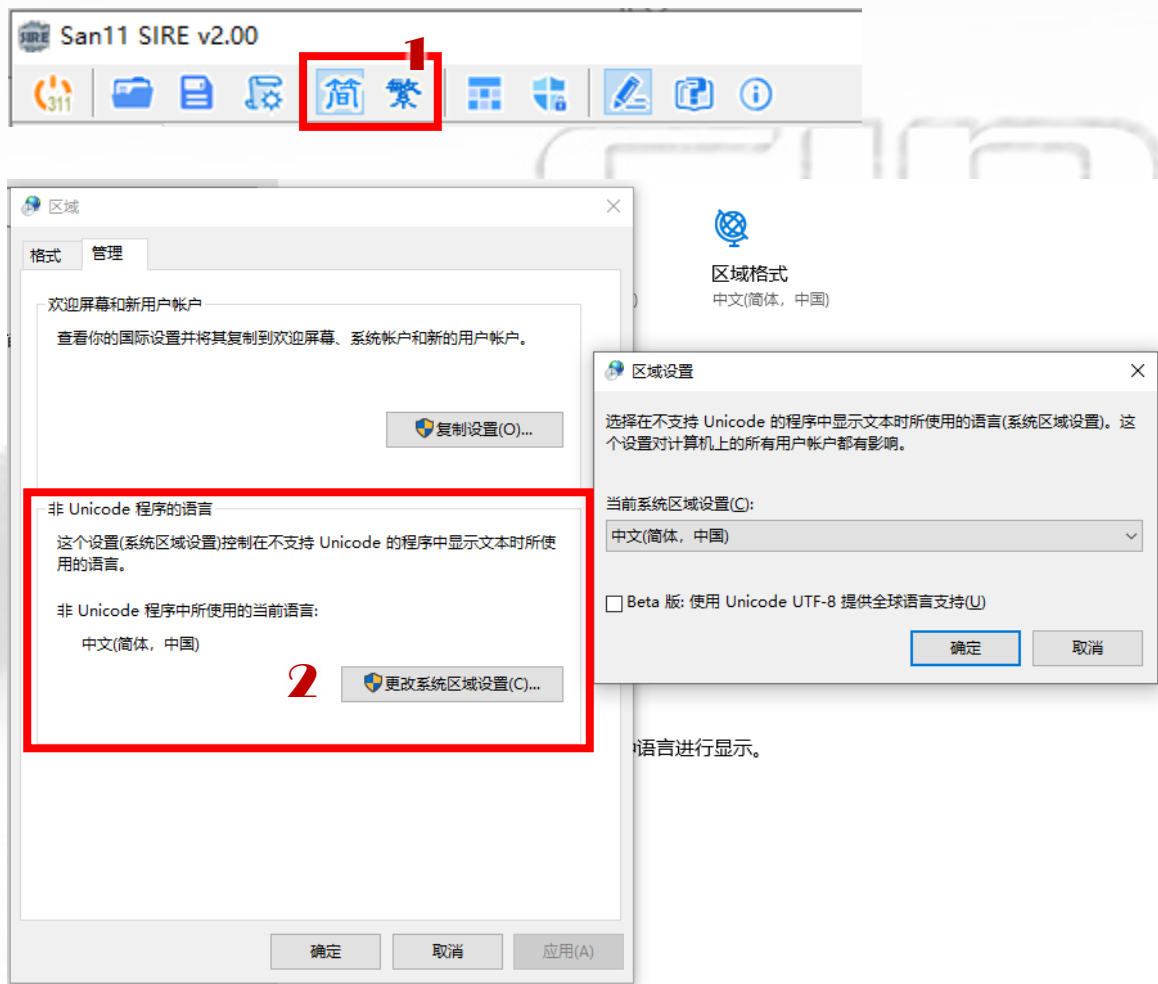 San11 SIRE v2.00
1
311
简 繁
区域
格式 管理
欢迎屏幕和新用户帐户
查看你的国际设置并将其复制到欢迎屏幕、系统帐户和新的用户帐户。
复制设置(O)...
非 Unicode 程序的语言
这个设置(系统区域设置)控制在不支持 Unicode 的程序中显示文本时所使
用的语言。
非 Unicode 程序中所使用的当前语言:
中文(简体，中国)
2
更改系统区域设置(C)...
确定 取消 应用(A)
区域格式
中文(简体，中国)
区域设置
选择在不支持 Unicode 的程序中显示文本时所使用的语言(系统区域设置)。这
个设置对计算机上的所有用户帐户都有影响。
当前系统区域设置(C):
中文(简体，中国)
Beta 版: 使用 Unicode UTF-8 提供全球语言支持(U)
确定 取消
语言进行显示。